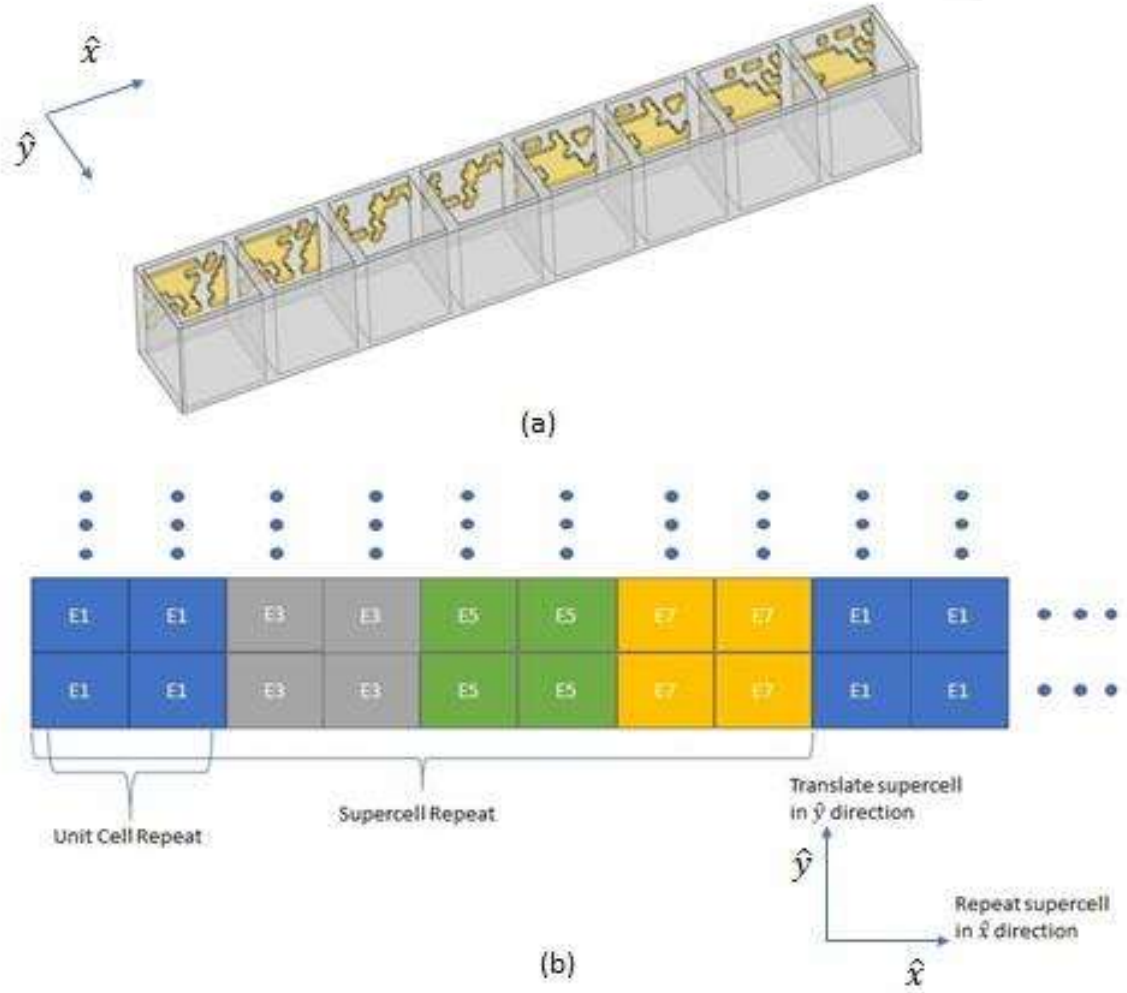 x̂
ŷ
(a)
E1 E1 E3 E3 E5 E5 E7 E7 E1 E1
E1 E1 E3 E3 E5 E5 E7 E7 E1 E1
Unit Cell Repeat
Supercell Repeat
Translate supercell
in ŷ direction
ŷ
Repeat supercell
in x̂ direction
x̂
(b)